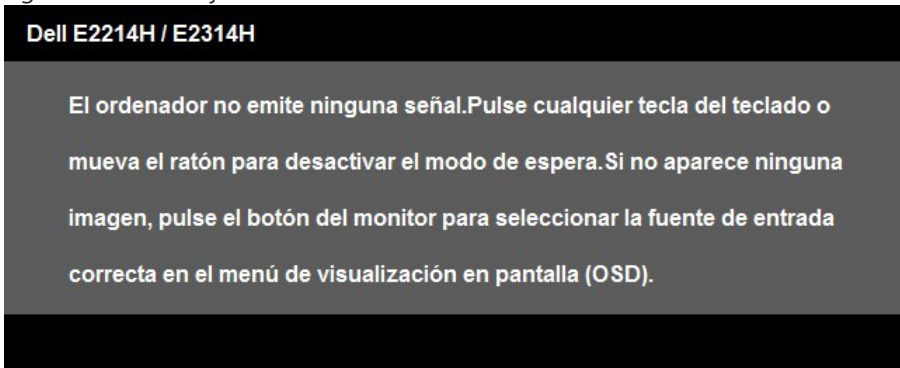 Dell E2214H / E2314H
El ordenador no emite ninguna señal.Pulse cualquier tecla del teclado o
mueva el ratón para desactivar el modo de espera.Si no aparece ninguna
imagen, pulse el botón del monitor para seleccionar la fuente de entrada
correcta en el menú de visualización en pantalla (OSD).